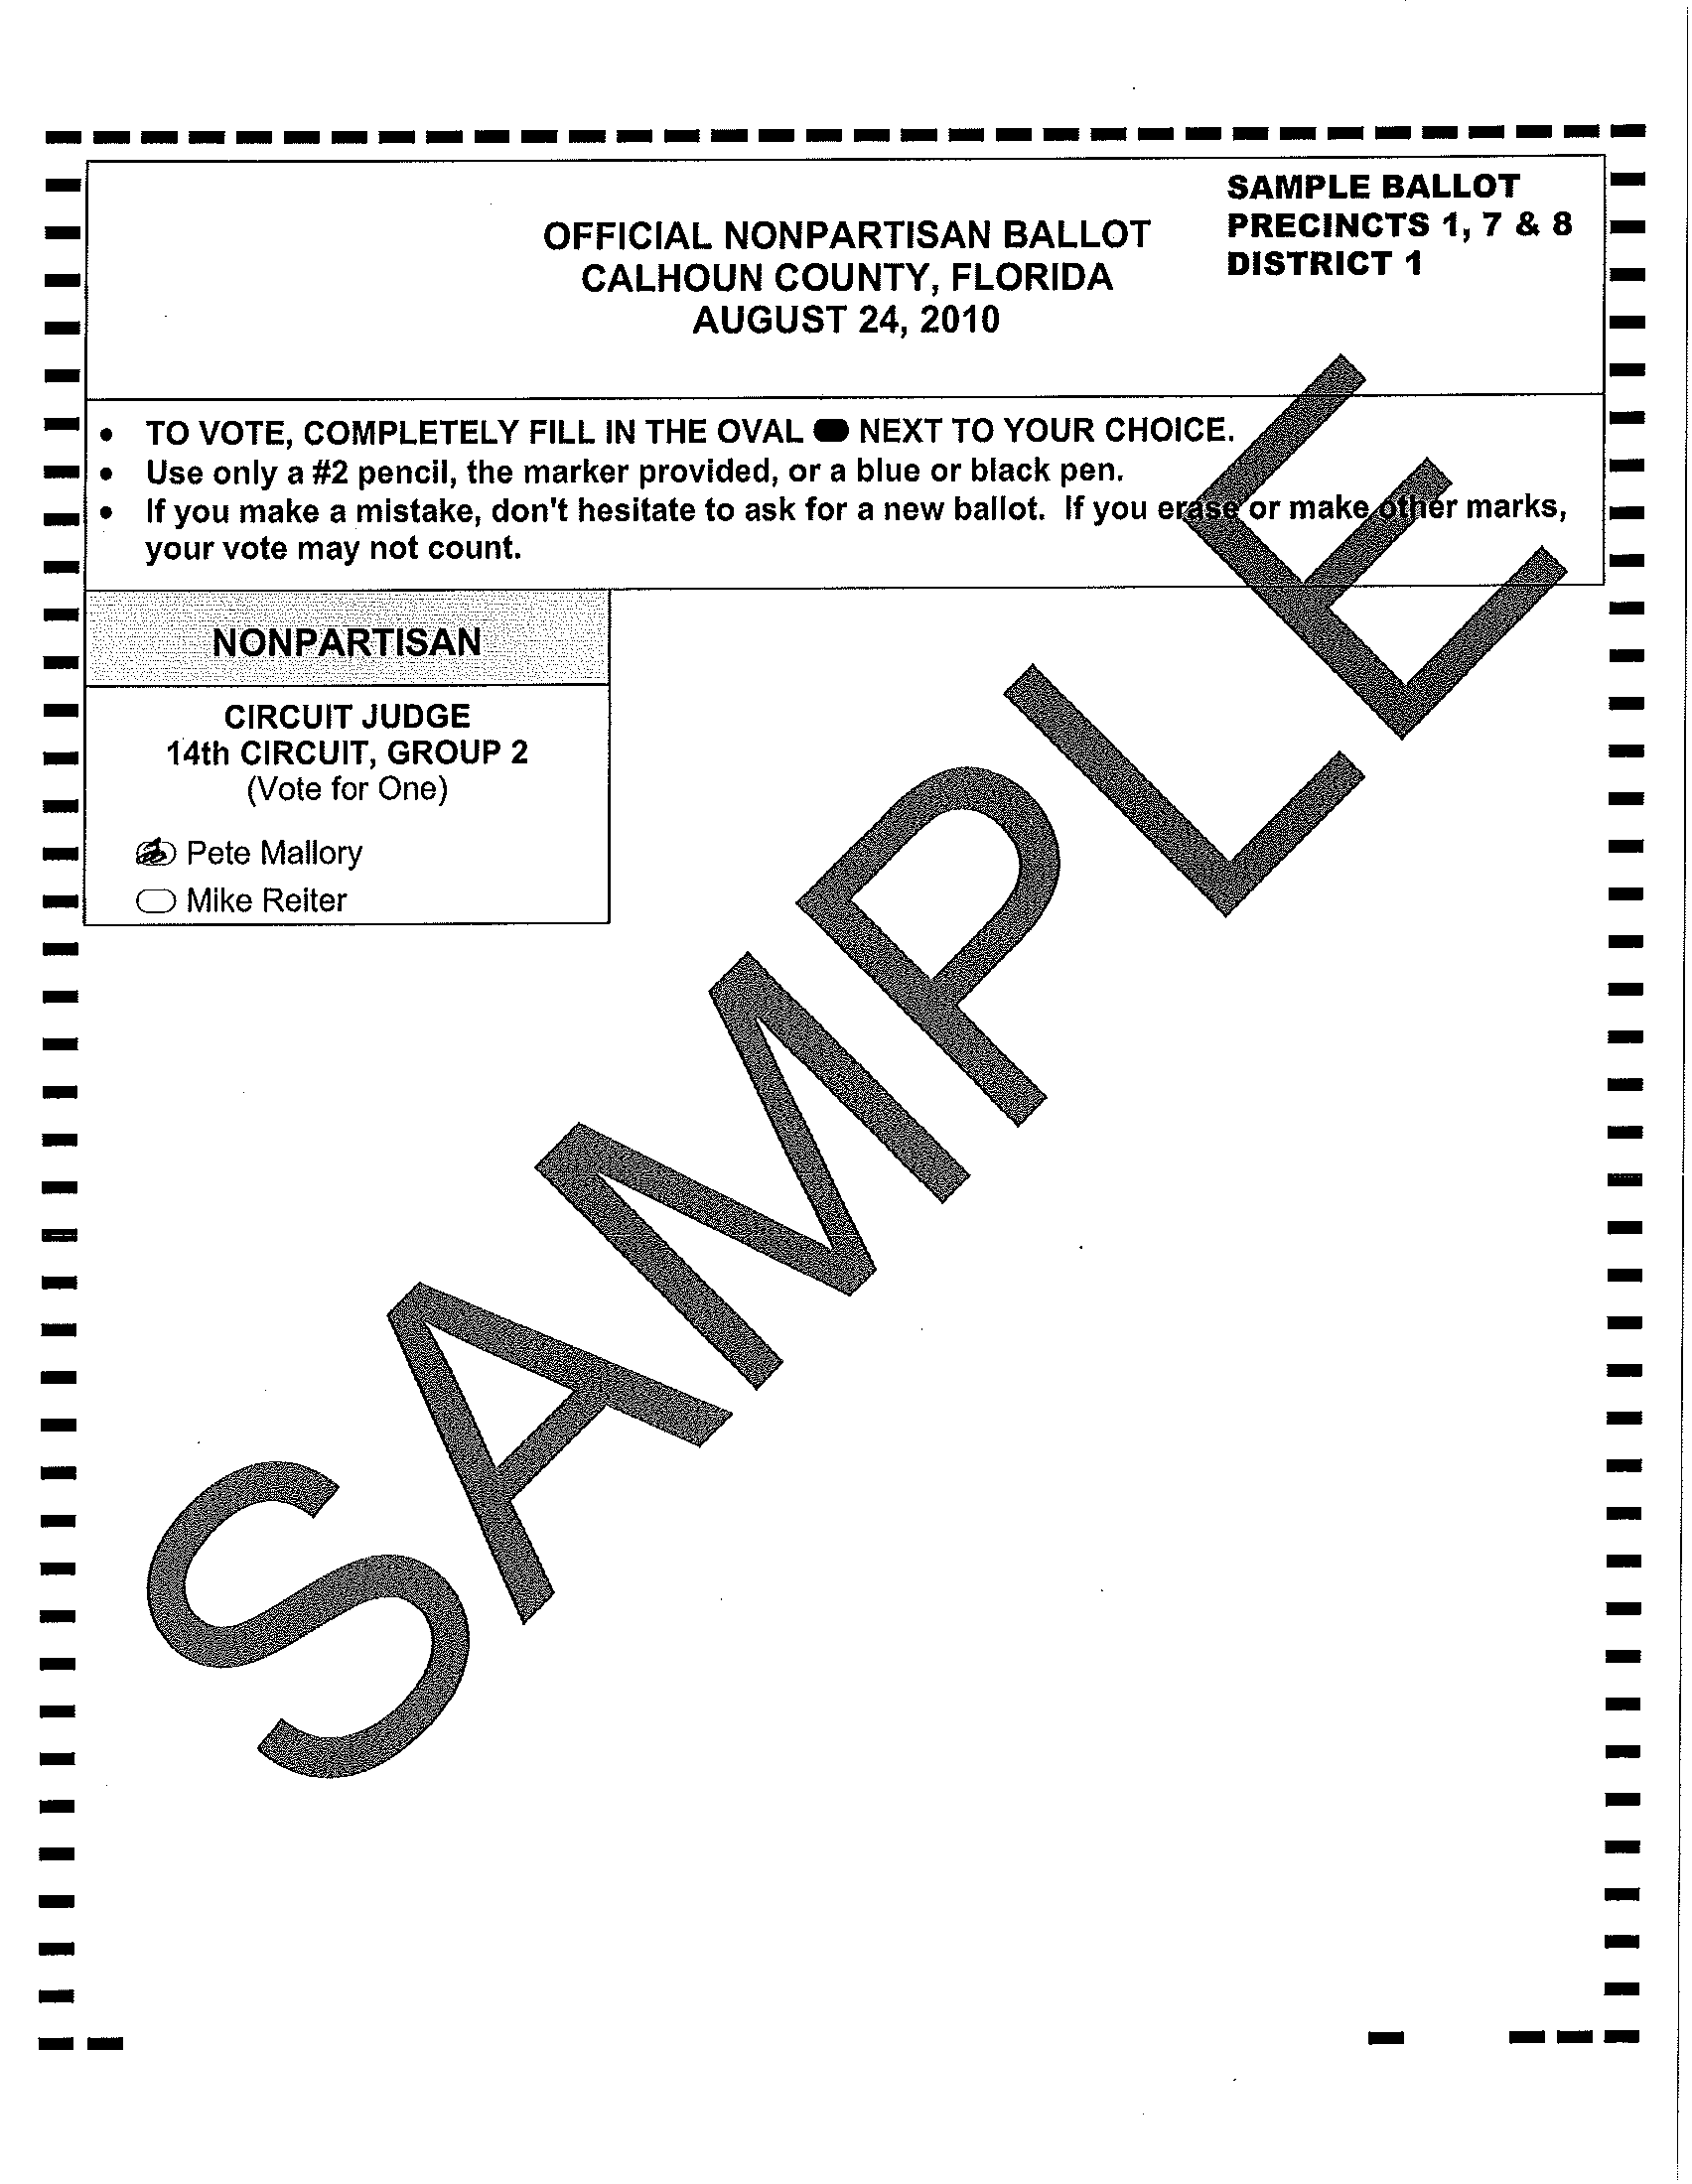 SAMPLE BALLOT
PRECINCTS 1, 7 & 8
DISTRICT 1
OFFICIAL NONPARTISAN BALLOT
CALHOUN COUNTY, FLORIDA
AUGUST 24, 2010
• TO VOTE, COMPLETELY FILL IN THE OVAL NEXT TO YOUR CHOICE.
• Use only a #2 pencil, the marker provided, or a blue or black pen.
• If you make a mistake, don't hesitate to ask for a new ballot. If you erase or make other marks,
your vote may not count.
NONPARTISAN
CIRCUIT JUDGE
14th CIRCUIT, GROUP 2
(Vote for One)
Pete Mallory
Mike Reiter
SAMPLE